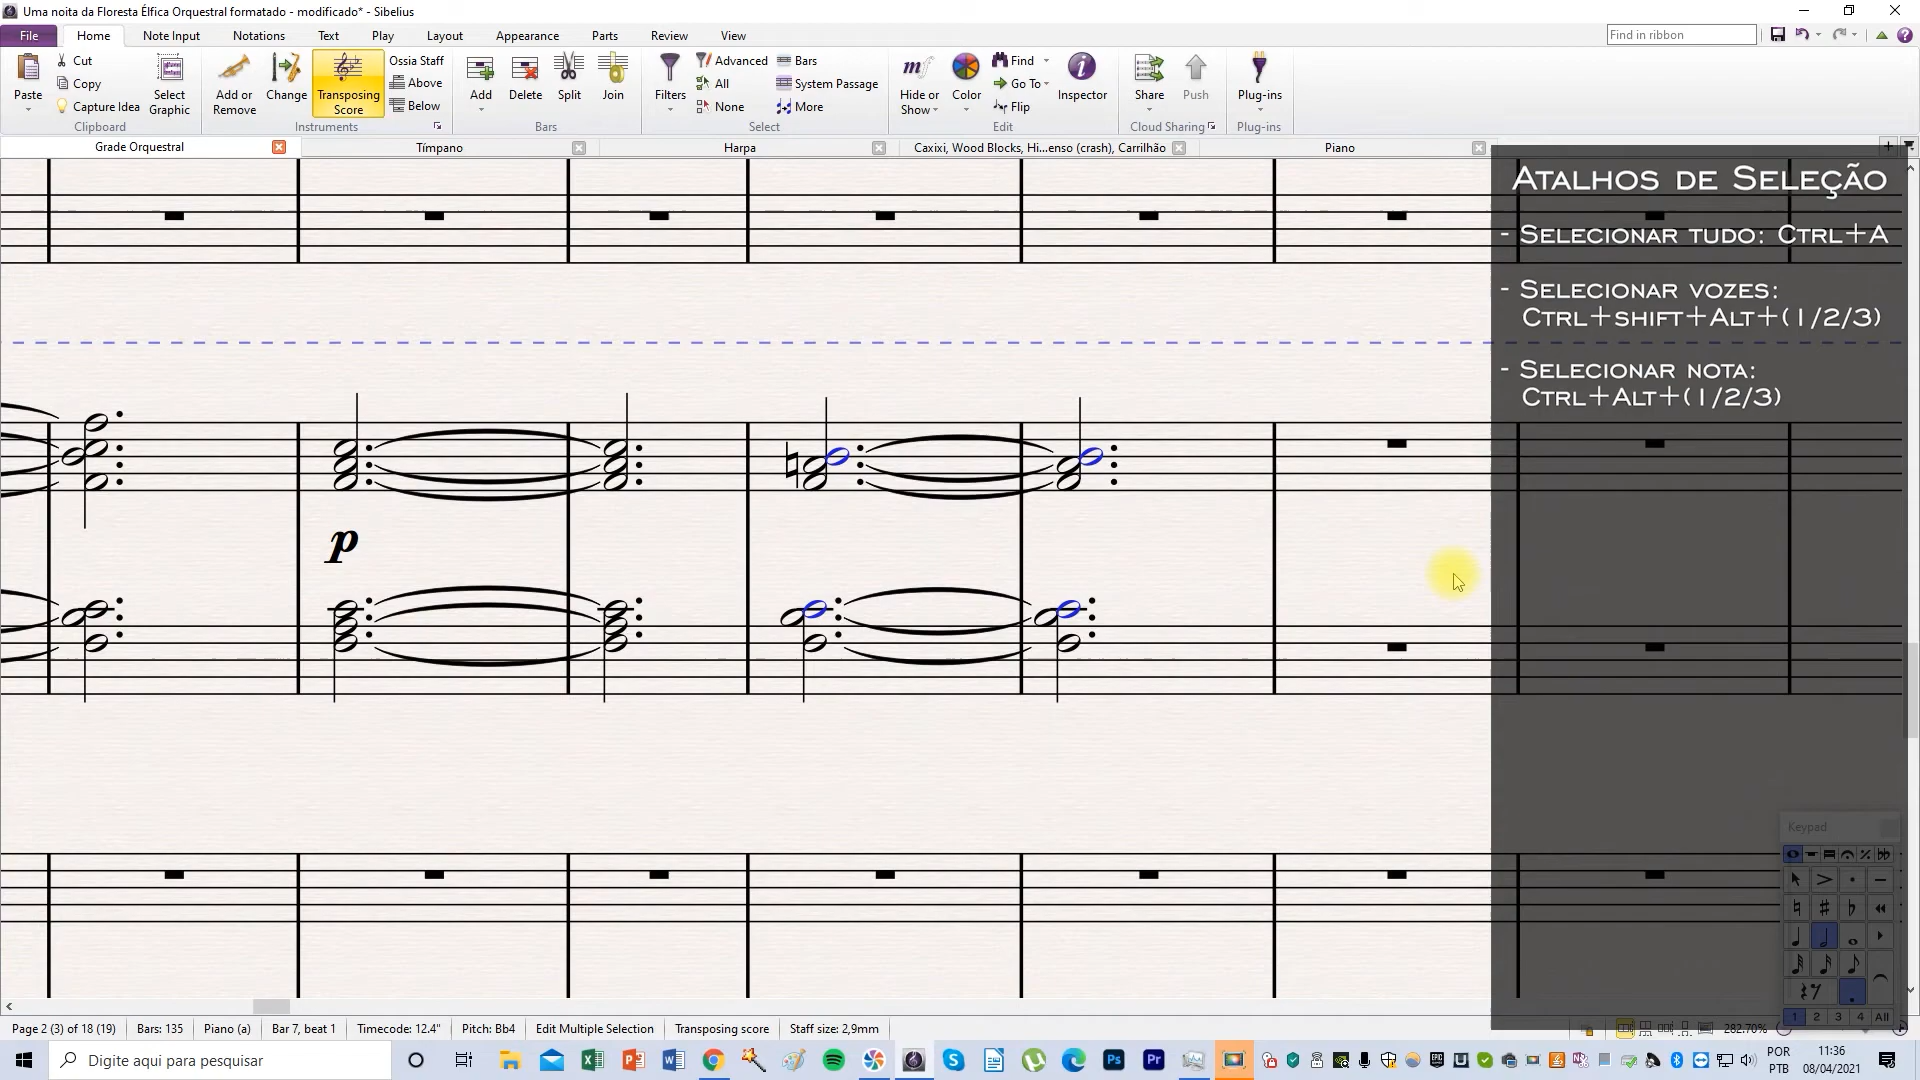 Uma noita da Floresta Élfica Orquestral formatado - modificado* - Sibelius
File Home Note Input Notations Text Play Layout Appearance Parts Review View Find in ribbon
Cut Ossia Staff Advanced Bars Find
Copy Above All System Passage Go To
Capture Idea Below None More Flip
Paste Select Graphic Add or Remove Change Transposing Score Add Delete Split Join Filters Hide or Show Color Inspector Share Push Plug-ins
Clipboard Instruments Bars Select Edit Cloud Sharing Plug-ins
Grade Orquestral Tímpano Harpa Caxixi, Wood Blocks, Hi...enso (crash), Carrilhão Piano
Atalhos de Seleção
- Selecionar tudo: Ctrl+A
- Selecionar vozes:
Ctrl+shift+Alt+(1/2/3)
- Selecionar nota:
Ctrl+Alt+(1/2/3)
p
Keypad
1 2 3 4 All
Page 2 (3) of 18 (19) Bars: 135 Piano (a) Bar 7, beat 1 Timecode: 12.4" Pitch: Bb4 Edit Multiple Selection Transposing score Staff size: 2,9mm 282.70%
Digite aqui para pesquisar
POR 11:36
PTB 08/04/2021